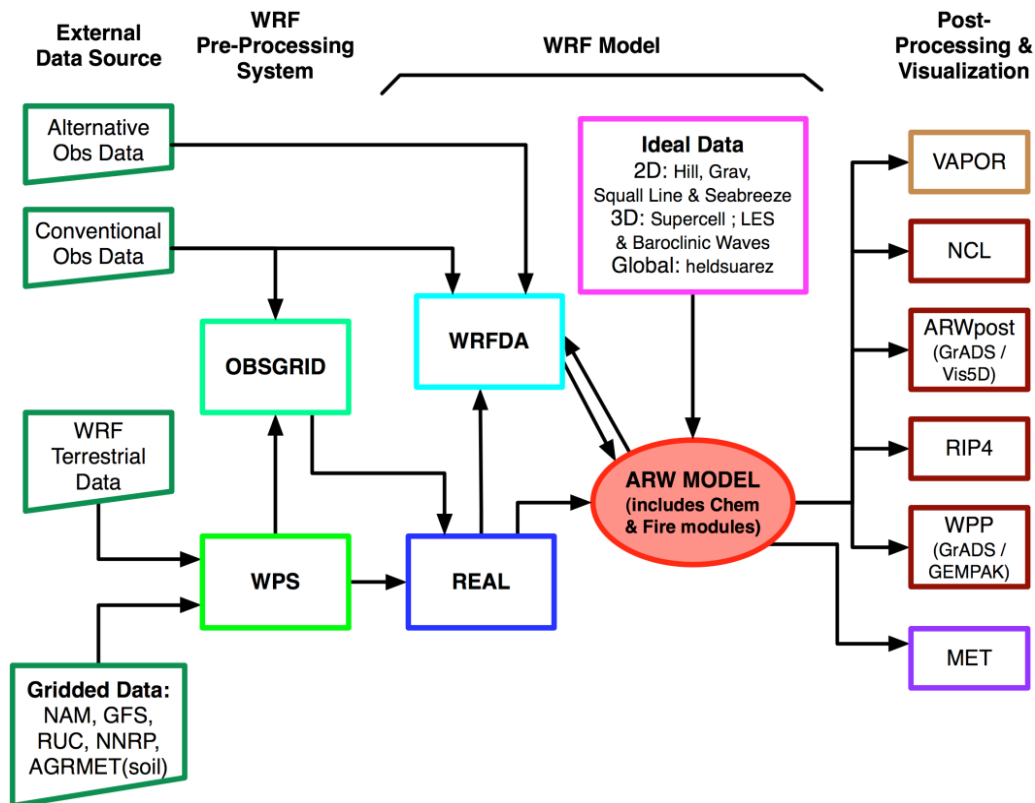 External
Data Source
WRF
Pre-Processing
System
WRF Model
Post-
Processing &
Visualization
Alternative
Obs Data
Conventional
Obs Data
WRF
Terrestrial
Data
Gridded Data:
NAM, GFS,
RUC, NNRP,
AGRMET(soil)
OBSGRID
WPS
WRFDA
REAL
Ideal Data
2D: Hill, Grav,
Squall Line & Seabreeze
3D: Supercell ; LES
& Baroclinic Waves
Global: heldsuarez
ARW MODEL
(includes Chem
& Fire modules)
VAPOR
NCL
ARWpost
(GrADS /
Vis5D)
RIP4
WPP
(GrADS /
GEMPAK)
MET